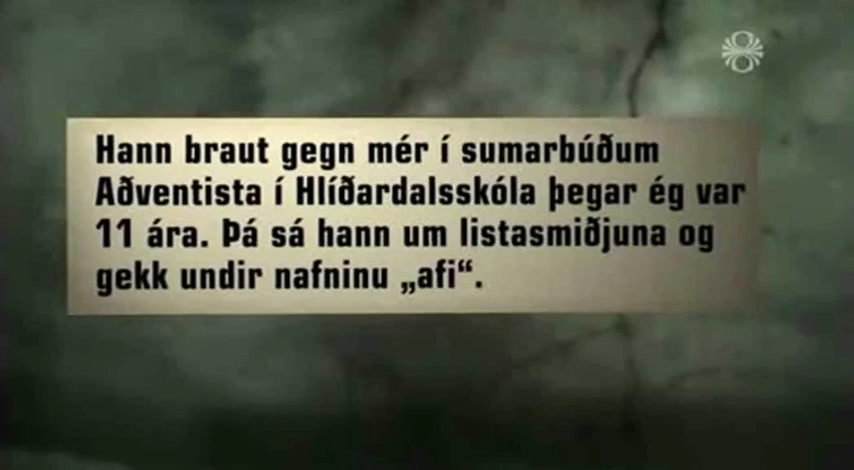 Hann braut gegn mér í sumarbúðum
Aðventista í Hlíðardalsskóla þegar ég var
11 ára. Þá sá hann um listasmiðjuna og
gekk undir nafninu „afi“.